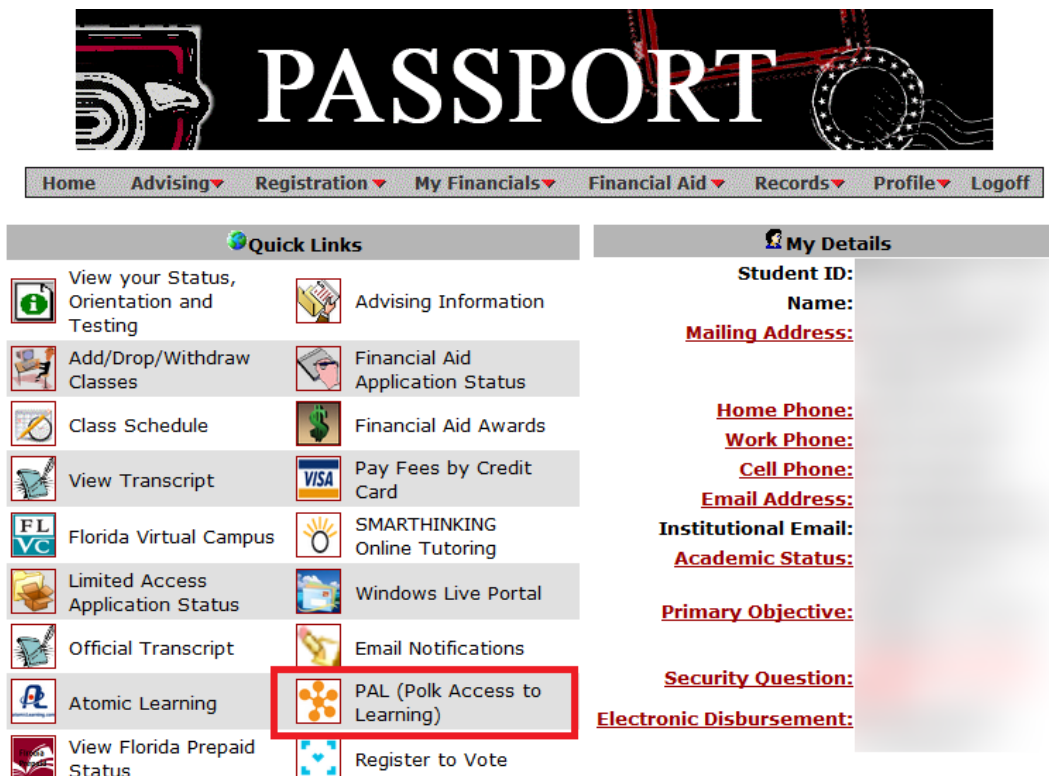 PASSPORT
Home Advising Registration My Financials Financial Aid Records Profile Logoff
Quick Links
View your Status,
Orientation and
Testing
Advising Information
Add/Drop/Withdraw
Classes
Financial Aid
Application Status
Class Schedule
Financial Aid Awards
View Transcript
VISA
Pay Fees by Credit
Card
FL
VC
Florida Virtual Campus
SMARTHINKING
Online Tutoring
Limited Access
Application Status
Windows Live Portal
Official Transcript
Email Notifications
Atomic Learning
PAL (Polk Access to
Learning)
View Florida Prepaid
Status
Register to Vote
My Details
Student ID:
Name:
Mailing Address:
Home Phone:
Work Phone:
Cell Phone:
Email Address:
Institutional Email:
Academic Status:
Primary Objective:
Security Question:
Electronic Disbursement: